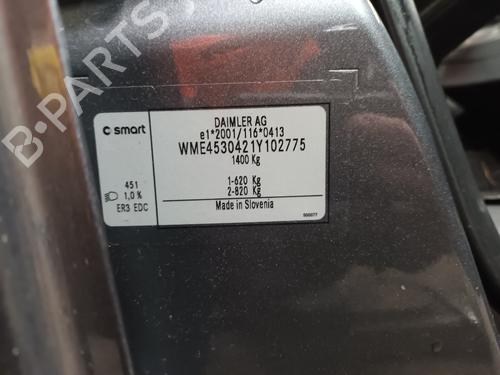 smart
DAIMLER AG
e1*2001/116*0413
WME4530421Y102775
1400 Kg
1-620 Kg
2-820 Kg
451
1,0 %
ER3 EDC
Made in Slovenia
B-PARTS
B-PARTS